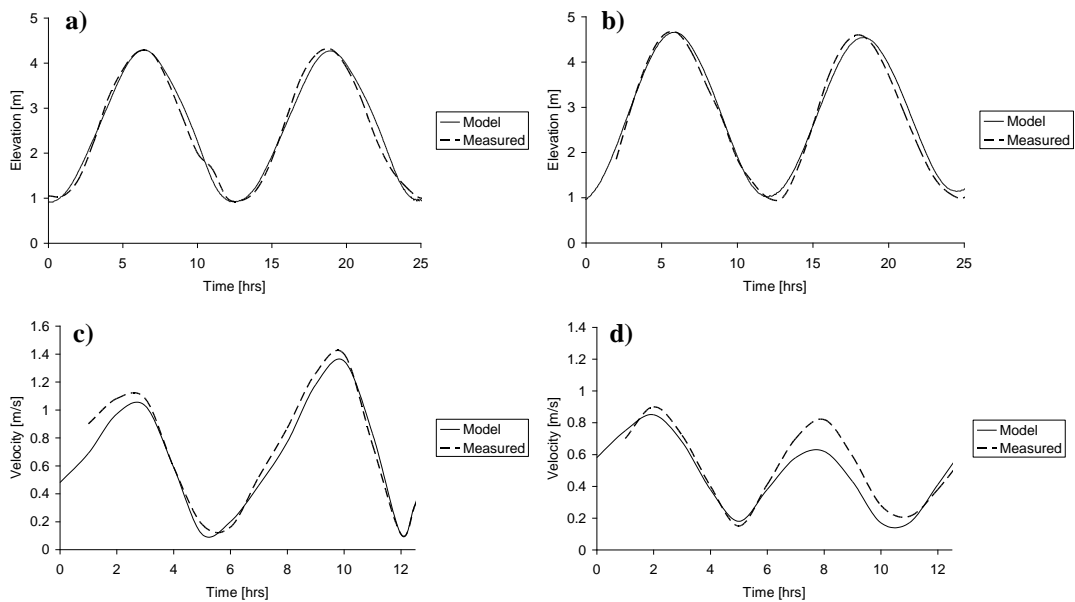 a)
5
4
3
2
1
0
Elevation [m]
0 5 10 15 20 25
Time [hrs]
Model
Measured
b)
5
4
3
2
1
0
Elevation [m]
0 5 10 15 20 25
Time [hrs]
Model
Measured
c)
1.6
1.4
1.2
1
0.8
0.6
0.4
0.2
0
Velocity [m/s]
0 2 4 6 8 10 12
Time [hrs]
Model
Measured
d)
1.4
1.2
1
0.8
0.6
0.4
0.2
0
Velocity [m/s]
0 2 4 6 8 10 12
Time [hrs]
Model
Measured